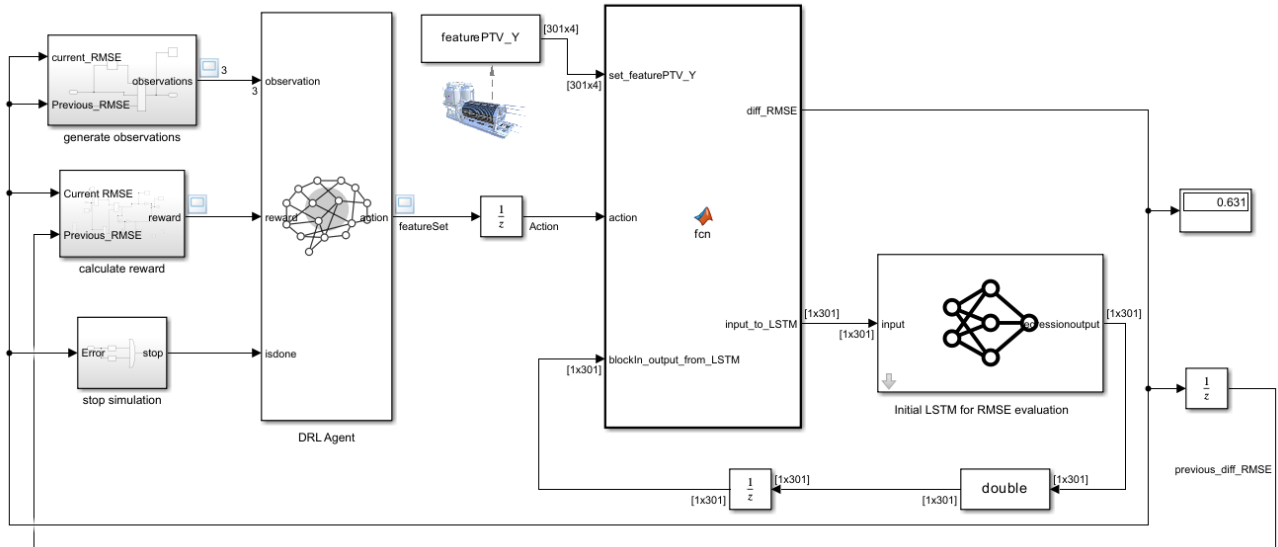 current_RMSE
observations
Previous_RMSE
generate observations
3
3
observation
Current RMSE
reward
Previous_RMSE
calculate reward
Error
stop
stop simulation
reward
action
isdone
DRL Agent
featureSet
1
z
Action
featurePTV_Y
[301x4]
[301x4]
set_featurePTV_Y
diff_RMSE
action
fcn
input_to_LSTM
[1x301]
[1x301]
blockIn_output_from_LSTM
[1x301]
input
[1x301]
Initial LSTM for RMSE evaluation
0.631
1
z
previous_diff_RMSE
[1x301]
double
[1x301]
[1x301]
1
z
[1x301]